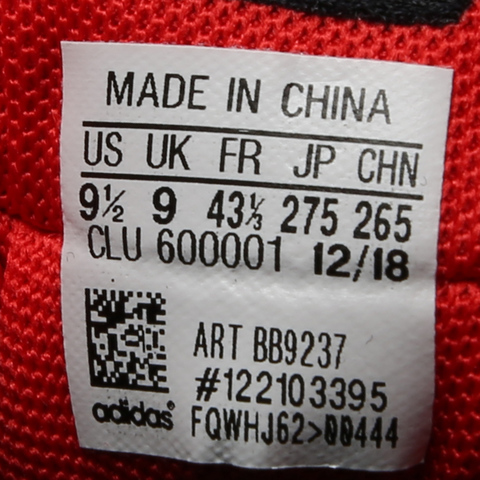 MADE IN CHINA
US UK FR JP CHN
9½ 9 43⅓ 275 265
CLU 600001 12/18
ART BB9237
#122103395
adidas®
FQWHJ62>00444